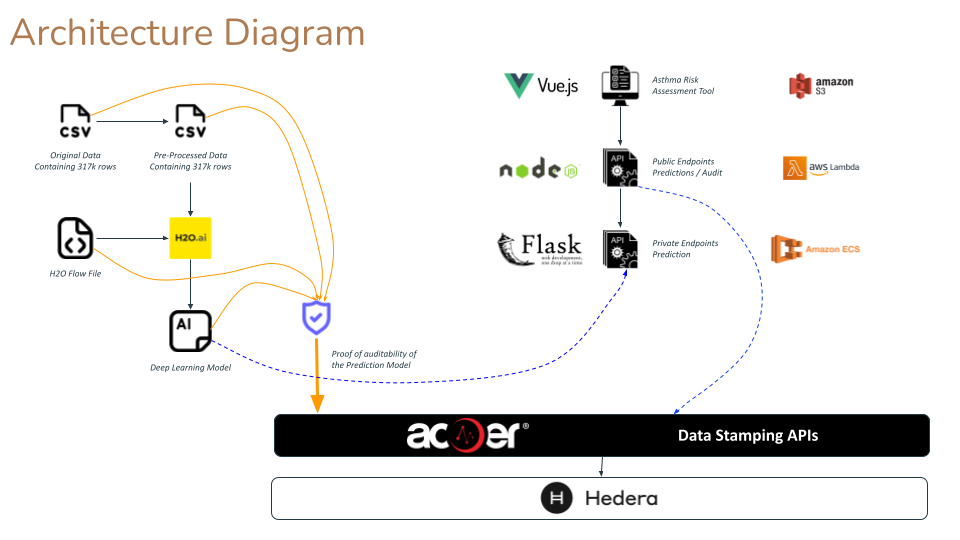 Architecture Diagram
Vue.js
Asthma Risk
Assessment Tool
amazon
S3
CSV
CSV
Original Data
Containing 317k rows
Pre-Processed Data
Containing 317k rows
node
JS
API
Public Endpoints
Predictions / Audit
aws Lambda
H2O.ai
H2O Flow File
Flask
web development,
one drop at a time
API
Private Endpoints
Prediction
Amazon ECS
AI
Deep Learning Model
Proof of auditability of
the Prediction Model
acoer®
Data Stamping APIs
H
Hedera